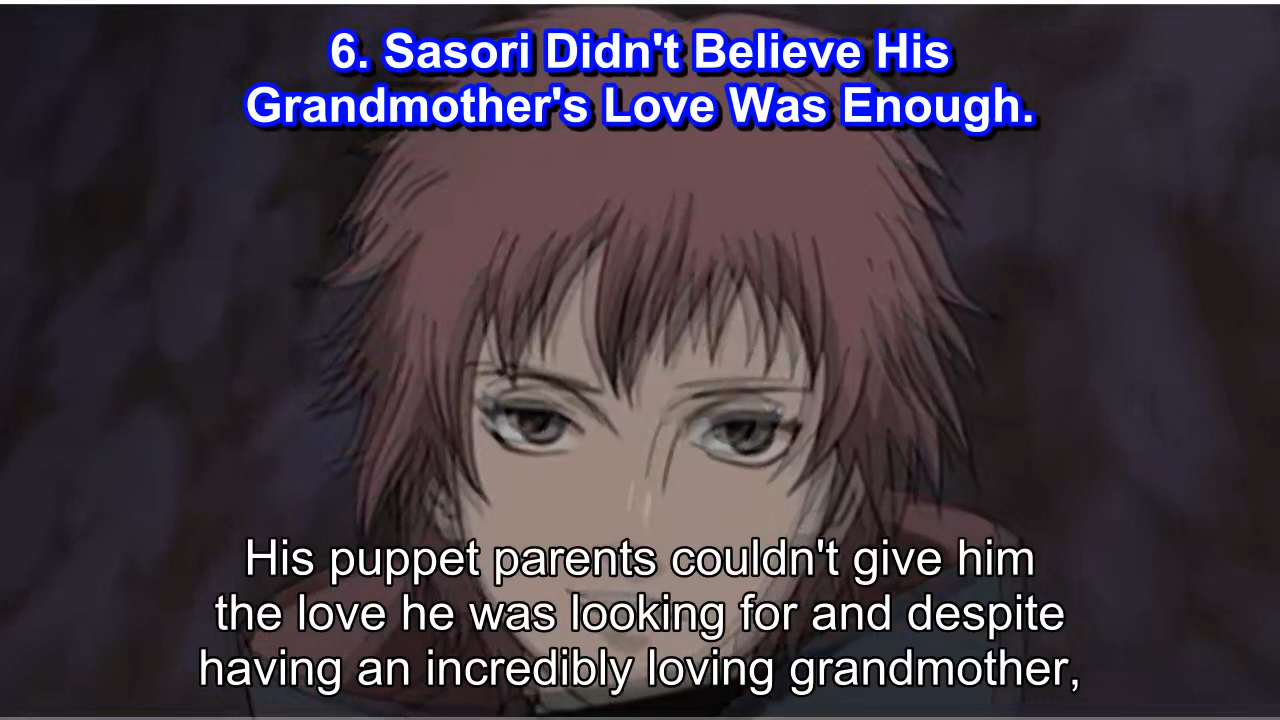 6. Sasori Didn't Believe His
Grandmother's Love Was Enough.
His puppet parents couldn't give him
the love he was looking for and despite
having an incredibly loving grandmother,